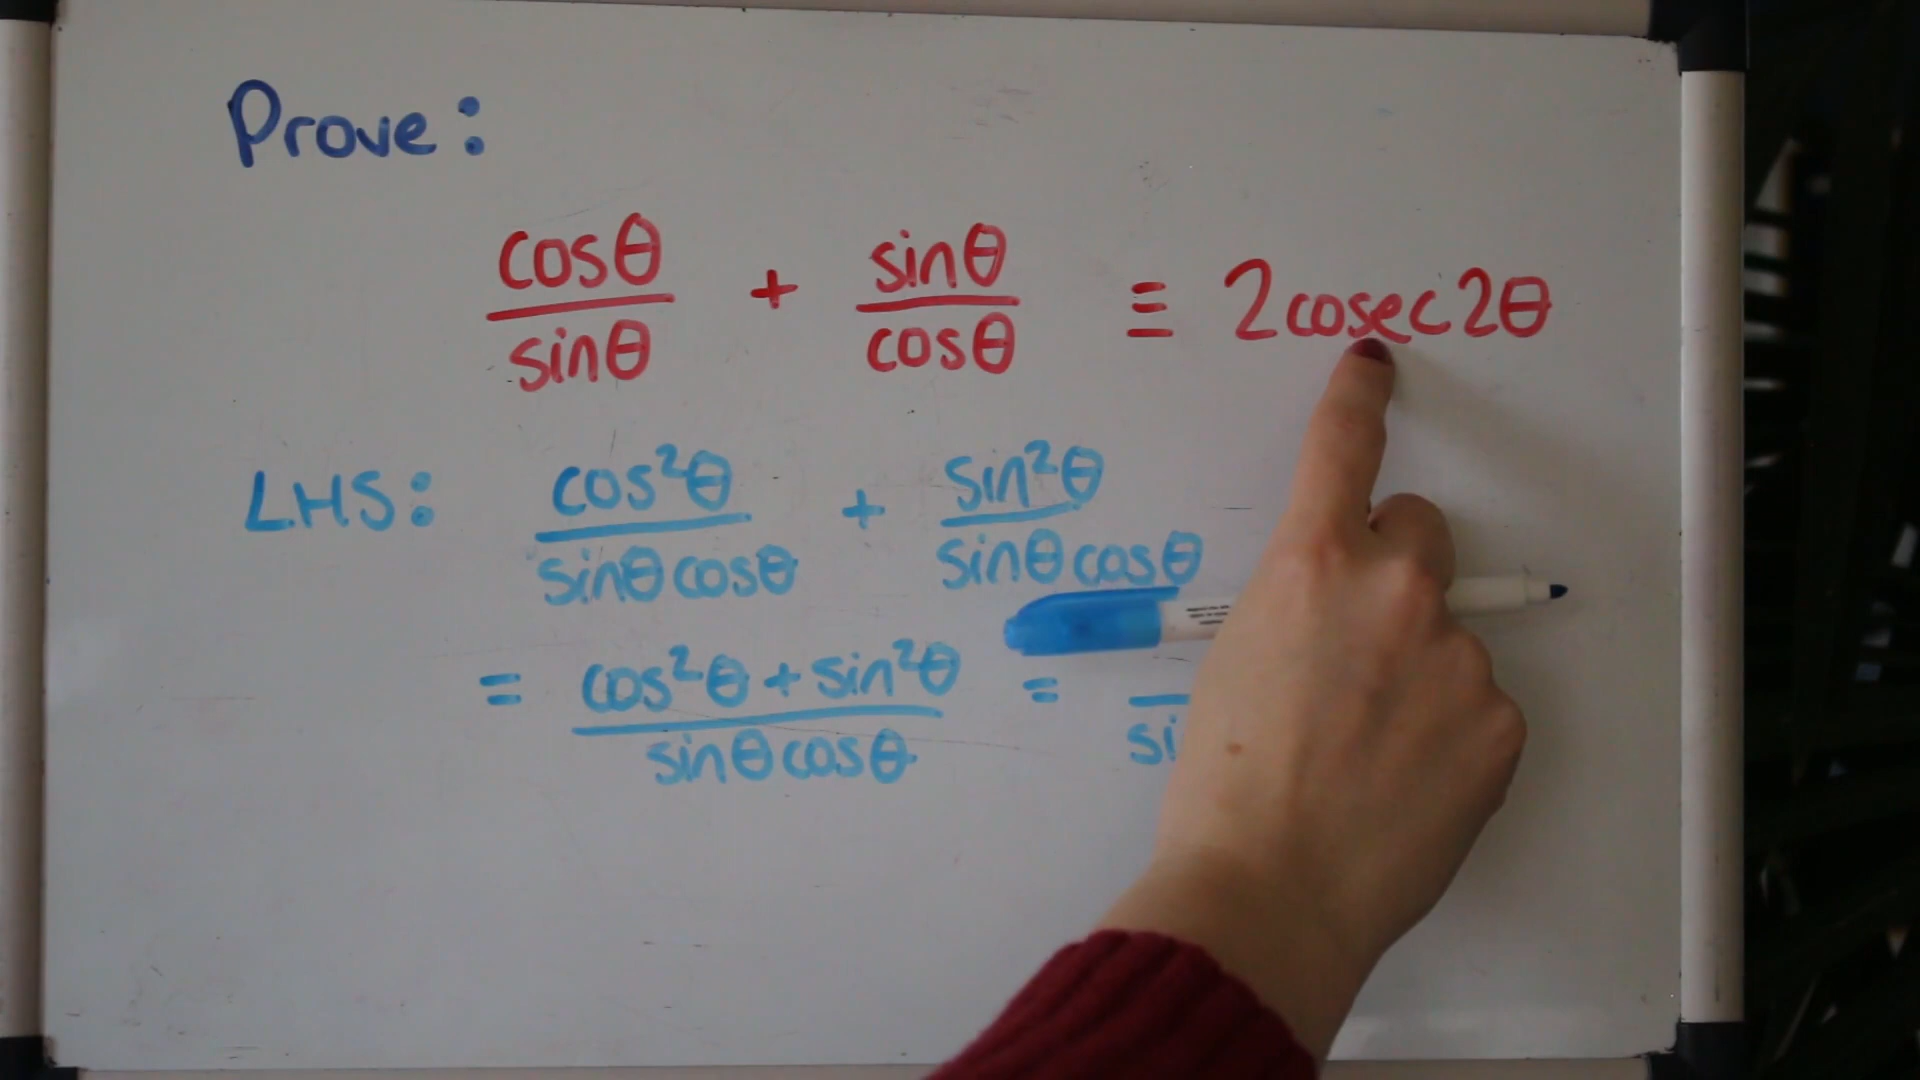 Prove:
cosθ/sinθ + sinθ/cosθ ≡ 2cosec2θ
LHS: cos²θ/sinθcosθ + sin²θ/sinθcosθ
= cos²θ + sin²θ/sinθcosθ =